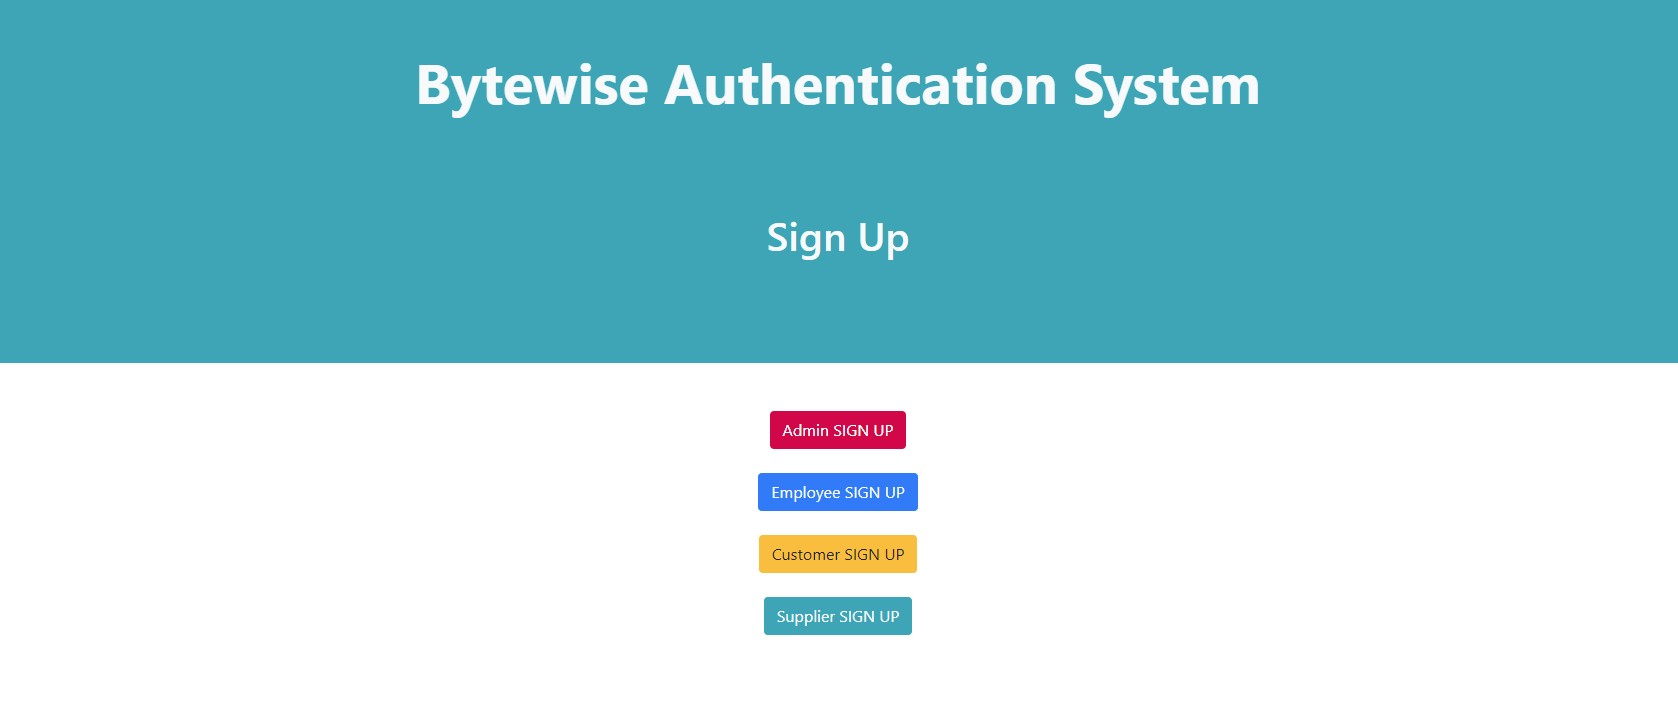 Bytewise Authentication System
Sign Up
Admin SIGN UP
Employee SIGN UP
Customer SIGN UP
Supplier SIGN UP